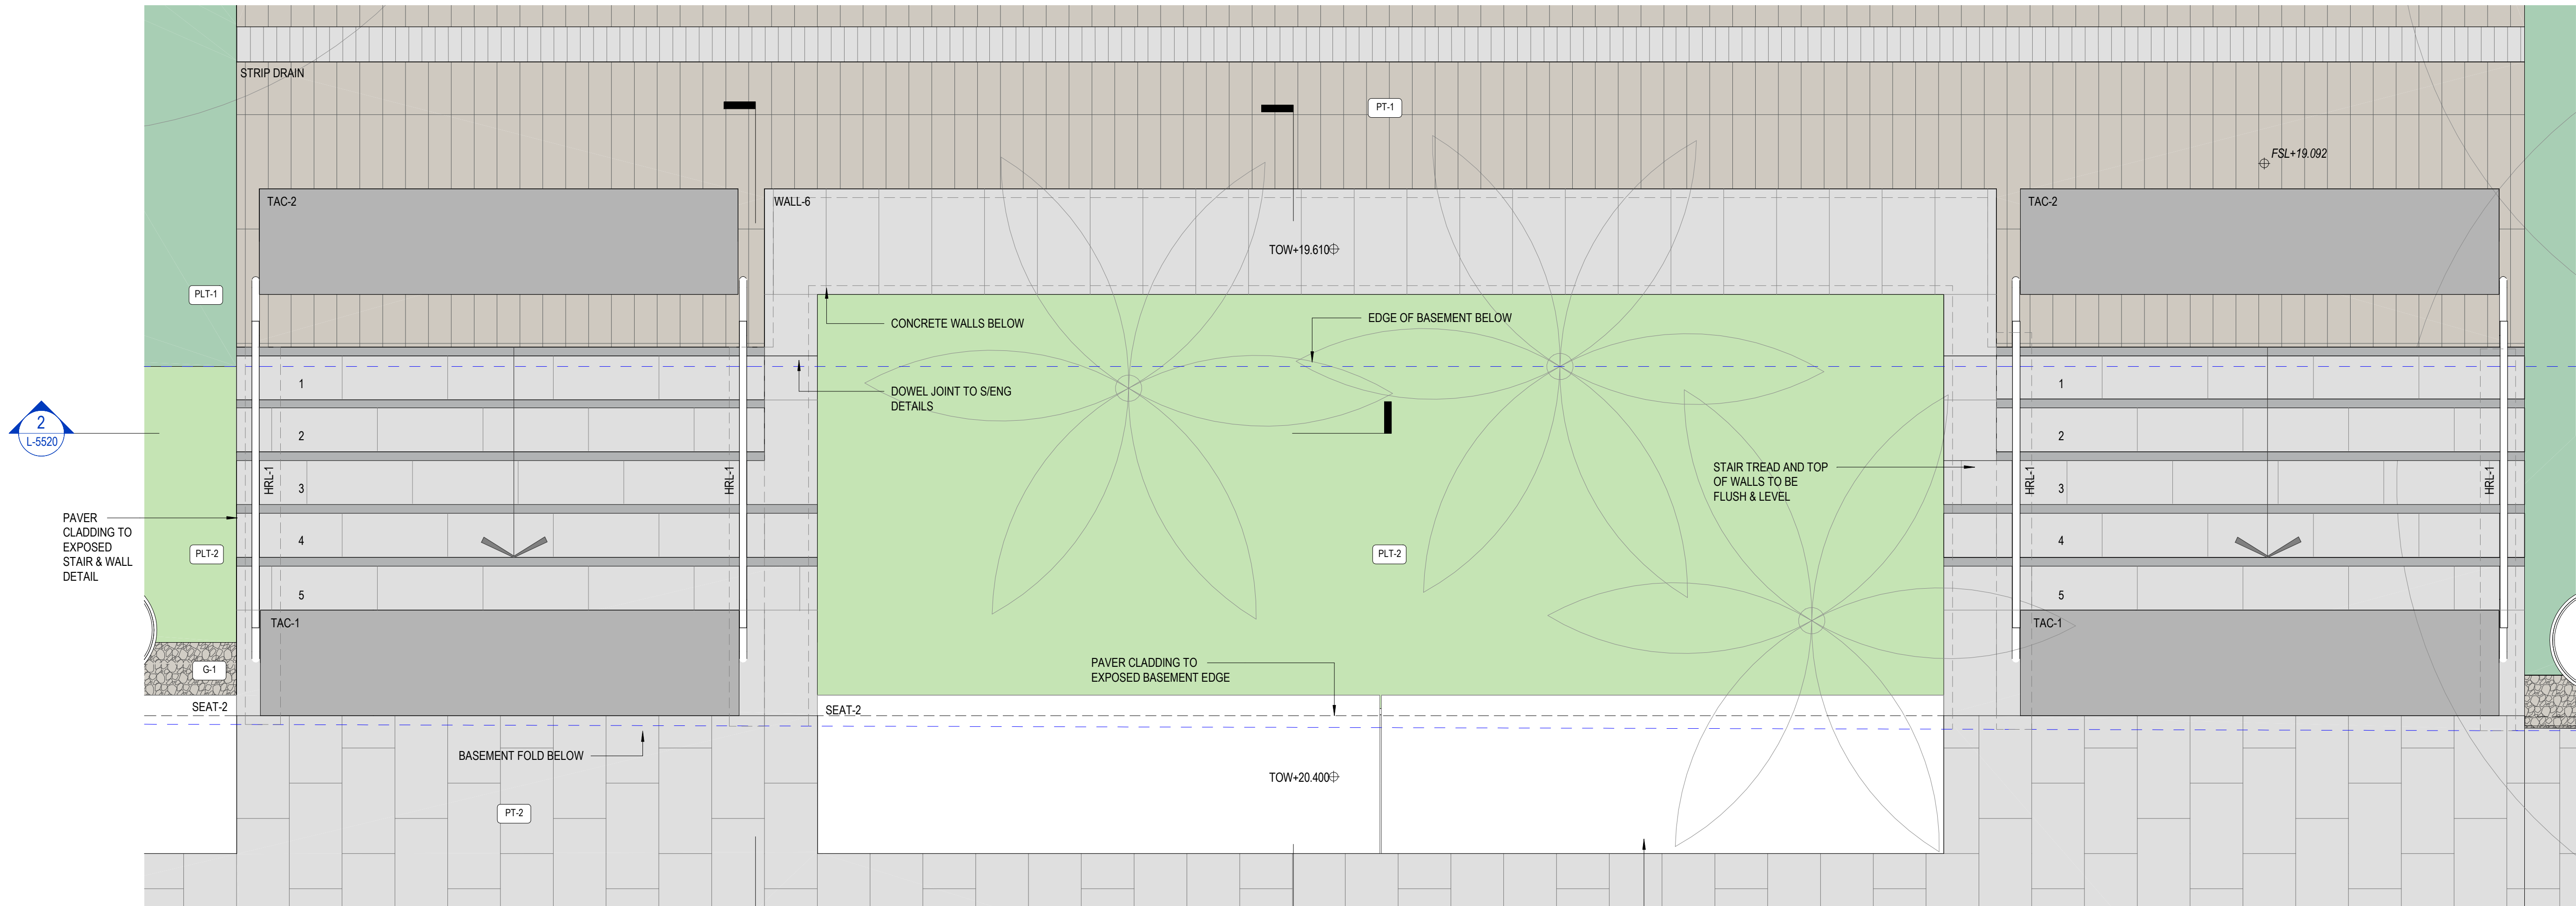 STRIP DRAIN
PT-1
FSL+19.092
TAC-2
WALL-6
TAC-2
TOW+19.610
PLT-1
CONCRETE WALLS BELOW
EDGE OF BASEMENT BELOW
DOWEL JOINT TO S/ENG
DETAILS
1
2
3
4
5
1
2
3
4
5
2
L-5520
HRL-1
HRL-1
HRL-1
HRL-1
STAIR TREAD AND TOP
OF WALLS TO BE
FLUSH & LEVEL
PAVER
CLADDING TO
EXPOSED
STAIR & WALL
DETAIL
PLT-2
PLT-2
TAC-1
TAC-1
G-1
PAVER CLADDING TO
EXPOSED BASEMENT EDGE
SEAT-2
SEAT-2
BASEMENT FOLD BELOW
TOW+20.400
PT-2